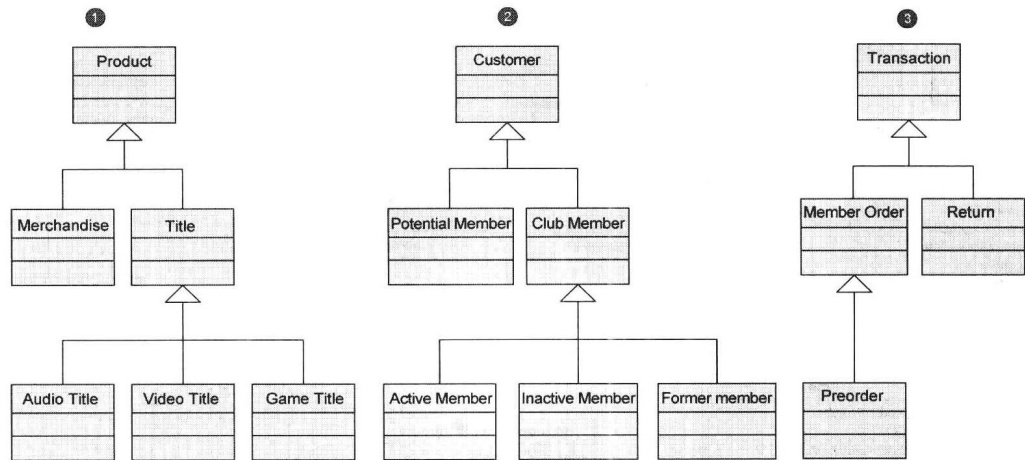 1
Product
Merchandise
Title
Audio Title
Video Title
Game Title
2
Customer
Potential Member
Club Member
Active Member
Inactive Member
Former member
3
Transaction
Member Order
Return
Preorder